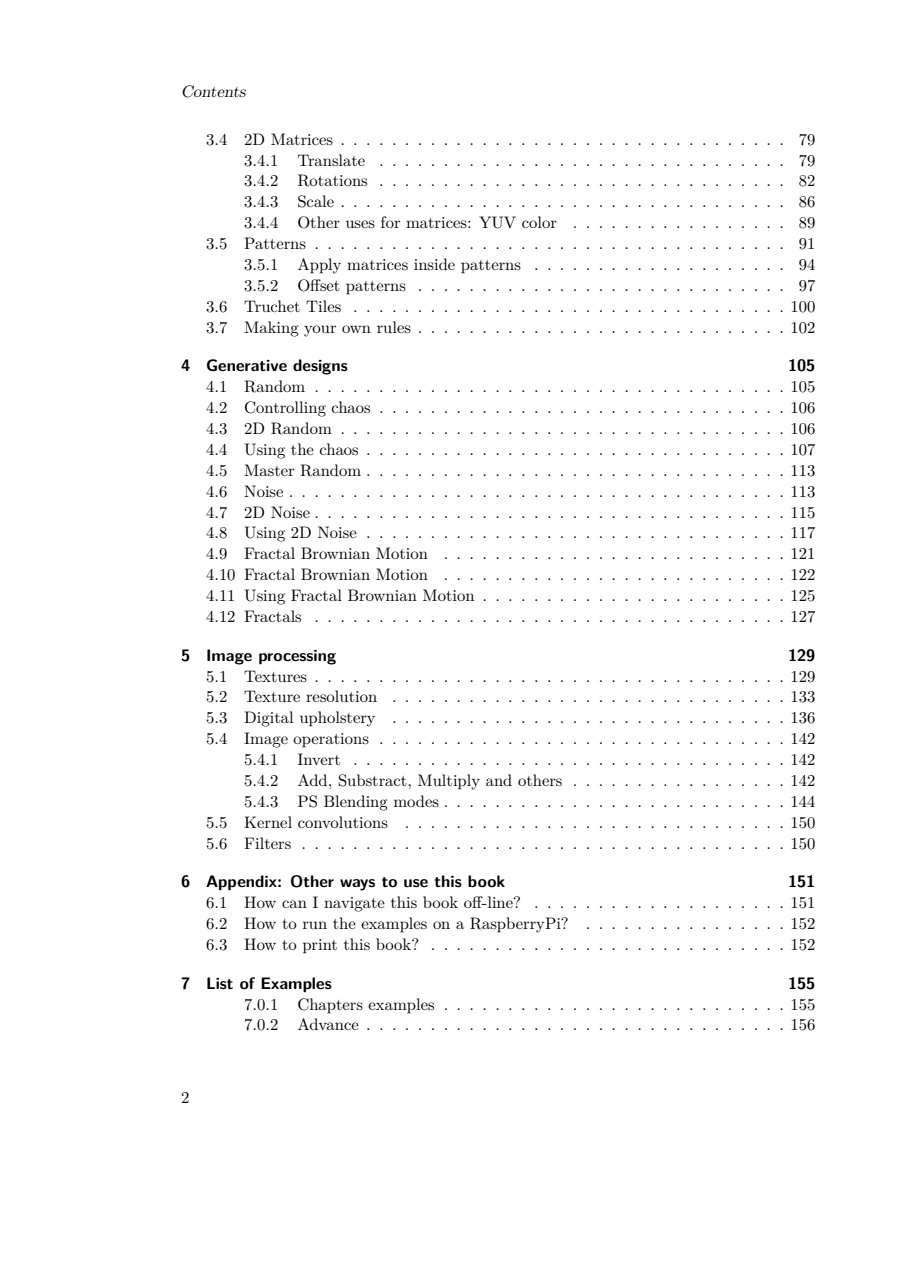 Contents
3.4 2D Matrices . . . . . . . . . . . . . . . . . . . . . . . . . . . . . . . . . . . 79
3.4.1 Translate . . . . . . . . . . . . . . . . . . . . . . . . . . . . . . . . 79
3.4.2 Rotations . . . . . . . . . . . . . . . . . . . . . . . . . . . . . . . . 82
3.4.3 Scale . . . . . . . . . . . . . . . . . . . . . . . . . . . . . . . . . . . 86
3.4.4 Other uses for matrices: YUV color . . . . . . . . . . . . . . . . . 89
3.5 Patterns . . . . . . . . . . . . . . . . . . . . . . . . . . . . . . . . . . . . . 91
3.5.1 Apply matrices inside patterns . . . . . . . . . . . . . . . . . . . . 94
3.5.2 Offset patterns . . . . . . . . . . . . . . . . . . . . . . . . . . . . . 97
3.6 Truchet Tiles . . . . . . . . . . . . . . . . . . . . . . . . . . . . . . . . . . 100
3.7 Making your own rules . . . . . . . . . . . . . . . . . . . . . . . . . . . . . 102
4 Generative designs 105
4.1 Random . . . . . . . . . . . . . . . . . . . . . . . . . . . . . . . . . . . . . 105
4.2 Controlling chaos . . . . . . . . . . . . . . . . . . . . . . . . . . . . . . . . 106
4.3 2D Random . . . . . . . . . . . . . . . . . . . . . . . . . . . . . . . . . . . 106
4.4 Using the chaos . . . . . . . . . . . . . . . . . . . . . . . . . . . . . . . . . 107
4.5 Master Random . . . . . . . . . . . . . . . . . . . . . . . . . . . . . . . . . 113
4.6 Noise . . . . . . . . . . . . . . . . . . . . . . . . . . . . . . . . . . . . . . . 113
4.7 2D Noise . . . . . . . . . . . . . . . . . . . . . . . . . . . . . . . . . . . . . 115
4.8 Using 2D Noise . . . . . . . . . . . . . . . . . . . . . . . . . . . . . . . . . 117
4.9 Fractal Brownian Motion . . . . . . . . . . . . . . . . . . . . . . . . . . . 121
4.10 Fractal Brownian Motion . . . . . . . . . . . . . . . . . . . . . . . . . . . 122
4.11 Using Fractal Brownian Motion . . . . . . . . . . . . . . . . . . . . . . . . 125
4.12 Fractals . . . . . . . . . . . . . . . . . . . . . . . . . . . . . . . . . . . . . 127
5 Image processing 129
5.1 Textures . . . . . . . . . . . . . . . . . . . . . . . . . . . . . . . . . . . . . 129
5.2 Texture resolution . . . . . . . . . . . . . . . . . . . . . . . . . . . . . . . 133
5.3 Digital upholstery . . . . . . . . . . . . . . . . . . . . . . . . . . . . . . . 136
5.4 Image operations . . . . . . . . . . . . . . . . . . . . . . . . . . . . . . . . 142
5.4.1 Invert . . . . . . . . . . . . . . . . . . . . . . . . . . . . . . . . . . 142
5.4.2 Add, Substract, Multiply and others . . . . . . . . . . . . . . . . . 142
5.4.3 PS Blending modes . . . . . . . . . . . . . . . . . . . . . . . . . . . 144
5.5 Kernel convolutions . . . . . . . . . . . . . . . . . . . . . . . . . . . . . . 150
5.6 Filters . . . . . . . . . . . . . . . . . . . . . . . . . . . . . . . . . . . . . . 150
6 Appendix: Other ways to use this book 151
6.1 How can I navigate this book off-line? . . . . . . . . . . . . . . . . . . . . 151
6.2 How to run the examples on a RaspberryPi? . . . . . . . . . . . . . . . . 152
6.3 How to print this book? . . . . . . . . . . . . . . . . . . . . . . . . . . . . 152
7 List of Examples 155
7.0.1 Chapters examples . . . . . . . . . . . . . . . . . . . . . . . . . . . 155
7.0.2 Advance . . . . . . . . . . . . . . . . . . . . . . . . . . . . . . . . . 156
2